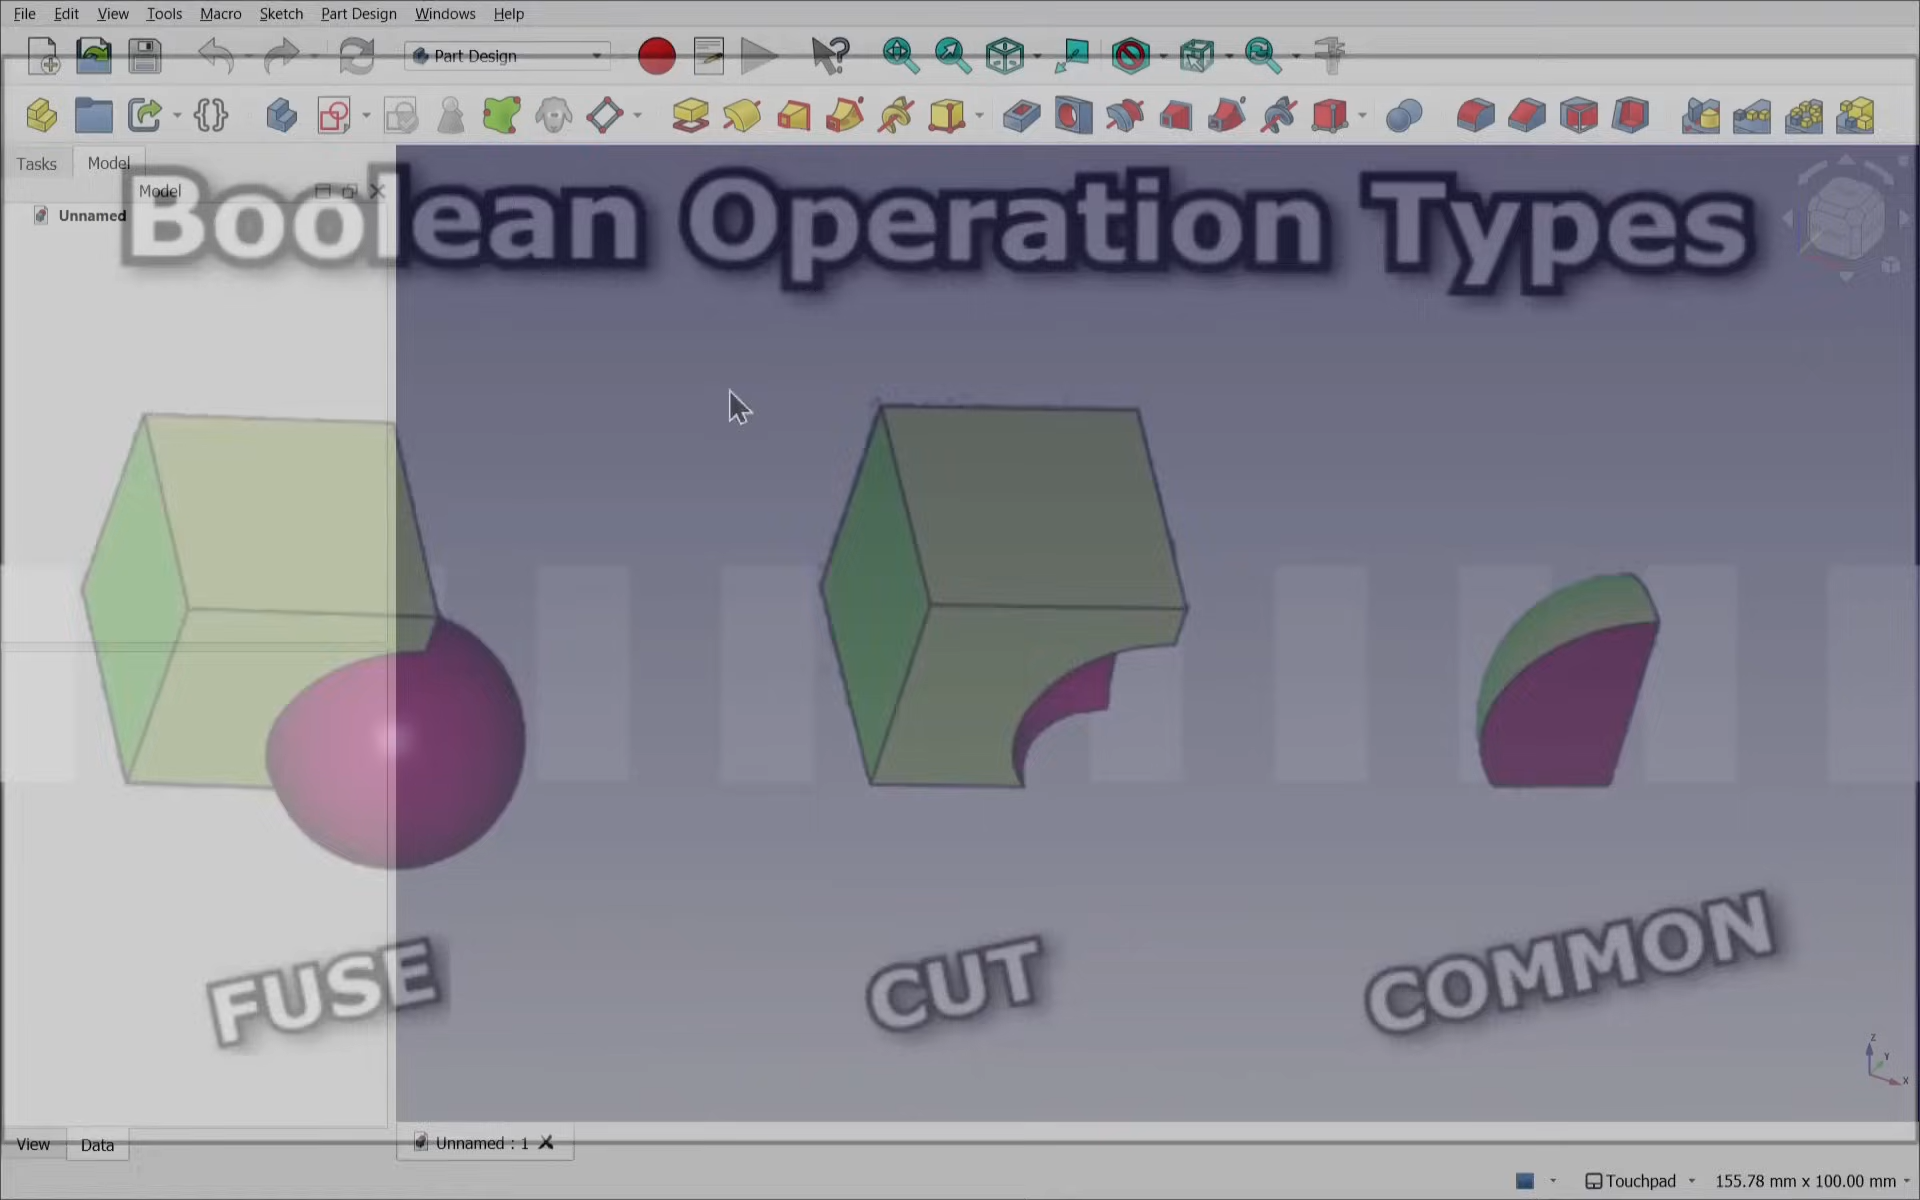 File Edit View Tools Macro Sketch Part Design Windows Help
Part Design
Tasks Model
Model
Unnamed
Boolean Operation Types
FUSE CUT COMMON
Z
Y
X
View Data
Unnamed : 1
Touchpad 155.78 mm x 100.00 mm